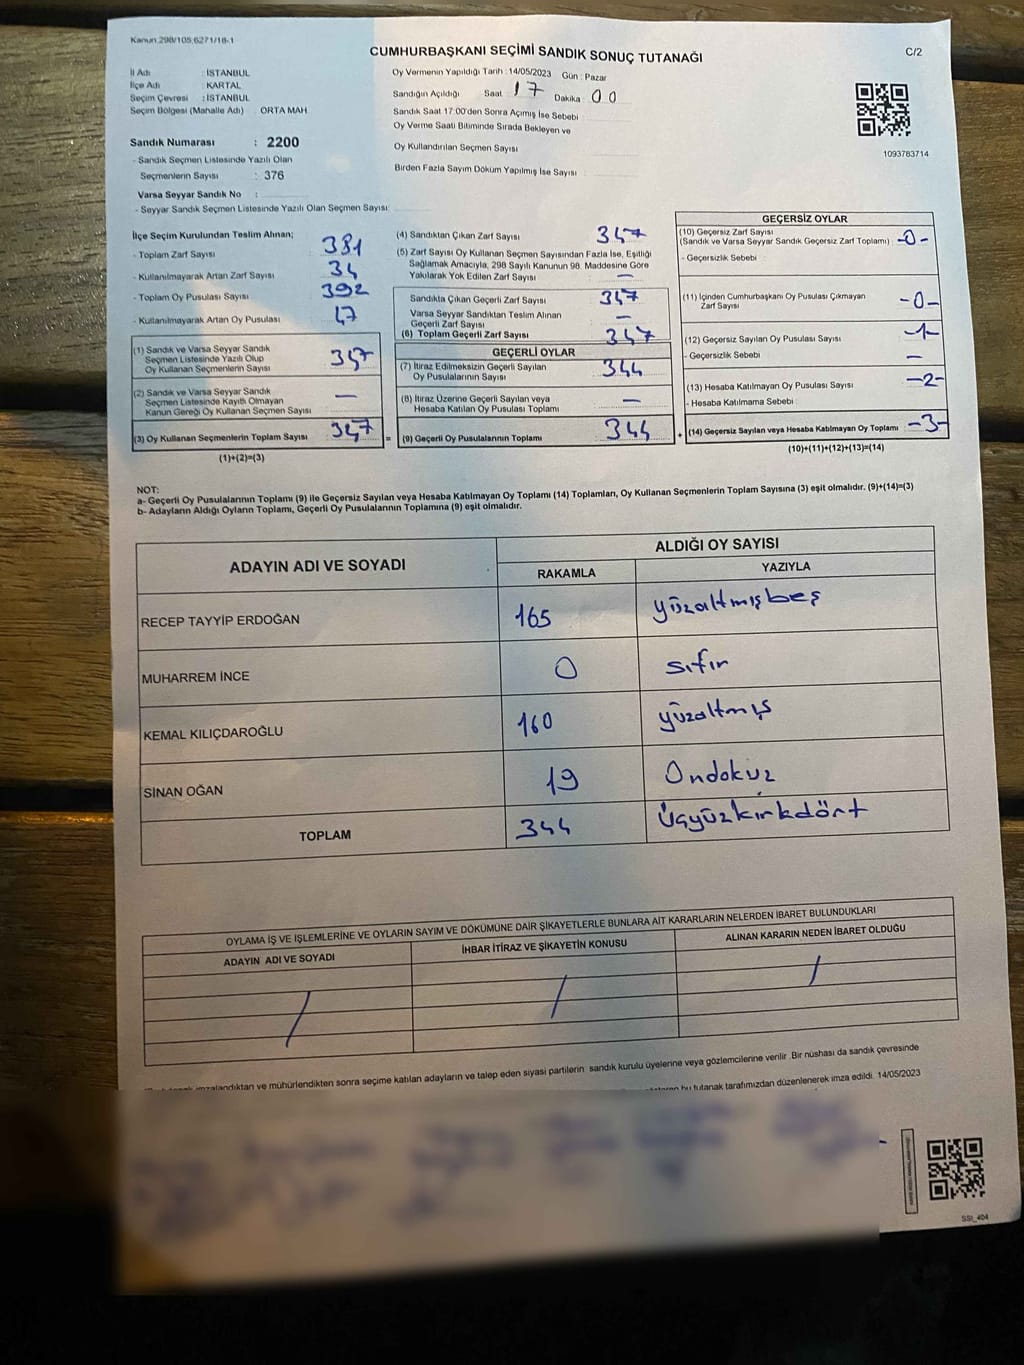 Kanun:298/105,6271/18-1
CUMHURBAŞKANI SEÇİMİ SANDIK SONUÇ TUTANAĞI
C/2
İl Adı : İSTANBUL
İlçe Adı : KARTAL
Seçim Çevresi : İSTANBUL
Seçim Bölgesi (Mahalle Adı) ORTA MAH
Sandık Numarası : 2200
- Sandık Seçmen Listesinde Yazılı Olan
Seçmenlerin Sayısı : 376
Varsa Seyyar Sandık No :
- Seyyar Sandık Seçmen Listesinde Yazılı Olan Seçmen Sayısı:
Oy Vermenin Yapıldığı Tarih : 14/05/2023 Gün : Pazar
Sandığın Açıldığı Saat : 17 Dakika : 00
Sandık Saat 17:00'den Sonra Açılmış İse Sebebi
Oy Verme Saati Bitiminde Sırada Bekleyen ve
Oy Kullandırılan Seçmen Sayısı
Birden Fazla Sayım Döküm Yapılmış İse Sayısı :
1093783714
İlçe Seçim Kurulundan Teslim Alınan;
- Toplam Zarf Sayısı 381
- Kullanılmayarak Artan Zarf Sayısı 34
- Toplam Oy Pusulası Sayısı 392
- Kullanılmayarak Artan Oy Pusulası 47
(1) Sandık ve Varsa Seyyar Sandık
Seçmen Listesinde Yazılı Olup
Oy Kullanan Seçmenlerin Sayısı 347
(2) Sandık ve Varsa Seyyar Sandık
Seçmen Listesinde Kayıtlı Olmayan
Kanun Gereği Oy Kullanan Seçmen Sayısı —
(3) Oy Kullanan Seçmenlerin Toplam Sayısı 347 =
(1)+(2)=(3)
(4) Sandıktan Çıkan Zarf Sayısı 347
(5) Zarf Sayısı Oy Kullanan Seçmen Sayısından Fazla İse, Eşitliği
Sağlamak Amacıyla, 298 Sayılı Kanunun 98. Maddesine Göre
Yakılarak Yok Edilen Zarf Sayısı —
Sandıkta Çıkan Geçerli Zarf Sayısı 347
Varsa Seyyar Sandıktan Teslim Alınan
Geçerli Zarf Sayısı —
(6) Toplam Geçerli Zarf Sayısı 347
GEÇERLİ OYLAR
(7) İtiraz Edilmeksizin Geçerli Sayılan
Oy Pusulalarının Sayısı 344
(8) İtiraz Üzerine Geçerli Sayılan veya
Hesaba Katılan Oy Pusulası Toplamı —
(9) Geçerli Oy Pusulalarının Toplamı 344 +
GEÇERSİZ OYLAR
(10) Geçersiz Zarf Sayısı
(Sandık ve Varsa Seyyar Sandık Geçersiz Zarf Toplamı) -0-
- Geçersizlik Sebebi :
(11) İçinden Cumhurbaşkanı Oy Pusulası Çıkmayan
Zarf Sayısı -0-
(12) Geçersiz Sayılan Oy Pusulası Sayısı -1-
- Geçersizlik Sebebi —
(13) Hesaba Katılmayan Oy Pusulası Sayısı -2-
- Hesaba Katılmama Sebebi :
(14) Geçersiz Sayılan veya Hesaba Katılmayan Oy Toplamı -3-
(10)+(11)+(12)+(13)=(14)
NOT:
a- Geçerli Oy Pusulalarının Toplamı (9) ile Geçersiz Sayılan veya Hesaba Katılmayan Oy Toplamı (14) Toplamları, Oy Kullanan Seçmenlerin Toplam Sayısına (3) eşit olmalıdır. (9)+(14)=(3)
b- Adayların Aldığı Oyların Toplamı, Geçerli Oy Pusulalarının Toplamına (9) eşit olmalıdır.
ADAYIN ADI VE SOYADI
ALDIĞI OY SAYISI
RAKAMLA YAZIYLA
RECEP TAYYİP ERDOĞAN 165 yüzaltmışbeş
MUHARREM İNCE 0 sıfır
KEMAL KILIÇDAROĞLU 160 yüzaltmış
SİNAN OĞAN 19 Ondokuz
TOPLAM 344 Üçyüzkırkdört
OYLAMA İŞ VE İŞLEMLERİNE VE OYLARIN SAYIM VE DÖKÜMÜNE DAİR ŞİKAYETLERLE BUNLARA AİT KARARLARIN NELERDEN İBARET BULUNDUKLARI
ADAYIN ADI VE SOYADI İHBAR İTİRAZ VE ŞİKAYETİN KONUSU ALINAN KARARIN NEDEN İBARET OLDUĞU
/ / /
imzalandıktan ve mühürlendikten sonra seçime katılan adayların ve talep eden siyasi partilerin sandık kurulu üyelerine veya gözlemcilerine verilir. Bir nüshası da sandık çevresinde
bu tutanak tarafımızdan düzenlenerek imza edildi. 14/05/2023
SSI_404